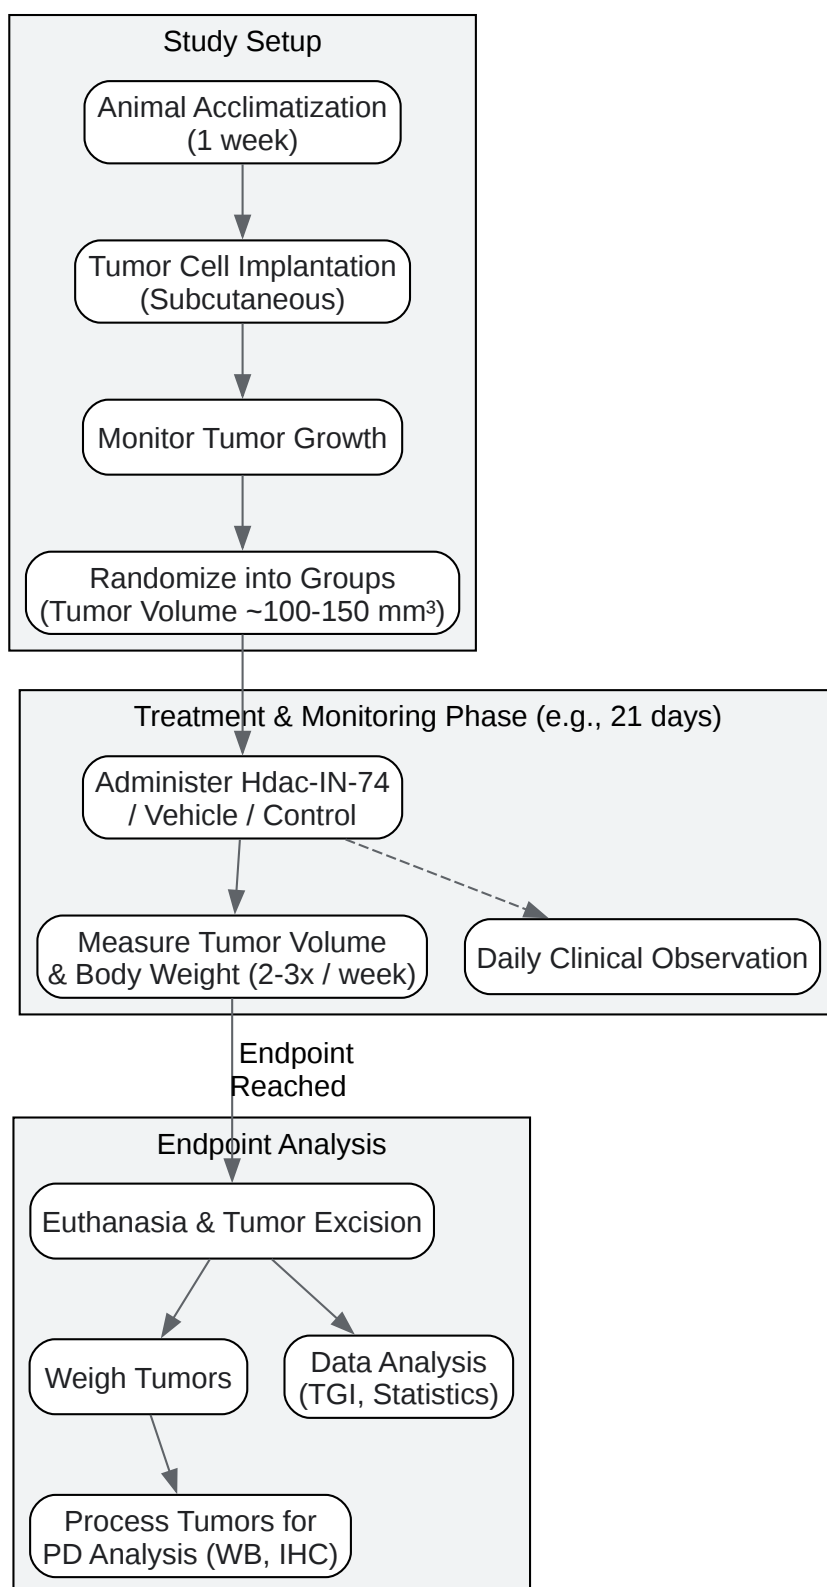 Study Setup
Animal Acclimatization
(1 week)
Tumor Cell Implantation
(Subcutaneous)
Monitor Tumor Growth
Randomize into Groups
(Tumor Volume ~100-150 mm³)
Treatment & Monitoring Phase (e.g., 21 days)
Administer Hdac-IN-74
/ Vehicle / Control
Measure Tumor Volume
& Body Weight (2-3x / week)
Daily Clinical Observation
Endpoint
Reached
Endpoint Analysis
Euthanasia & Tumor Excision
Weigh Tumors
Data Analysis
(TGI, Statistics)
Process Tumors for
PD Analysis (WB, IHC)